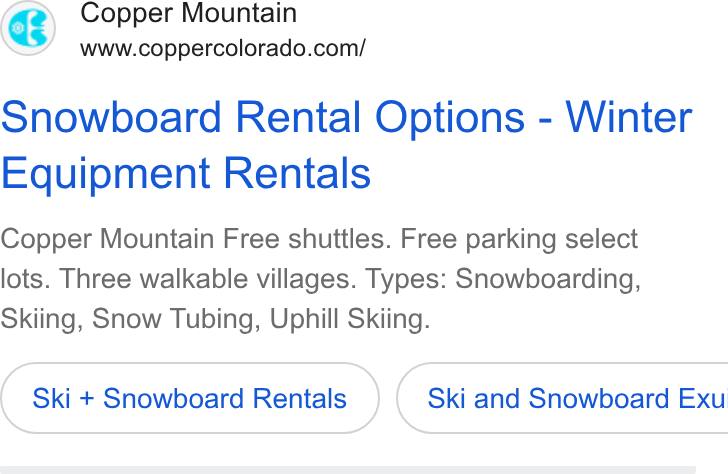 Copper Mountain
www.coppercolorado.com/
Snowboard Rental Options - Winter
Equipment Rentals
Copper Mountain Free shuttles. Free parking select
lots. Three walkable villages. Types: Snowboarding,
Skiing, Snow Tubing, Uphill Skiing.
Ski + Snowboard Rentals
Ski and Snowboard Exu